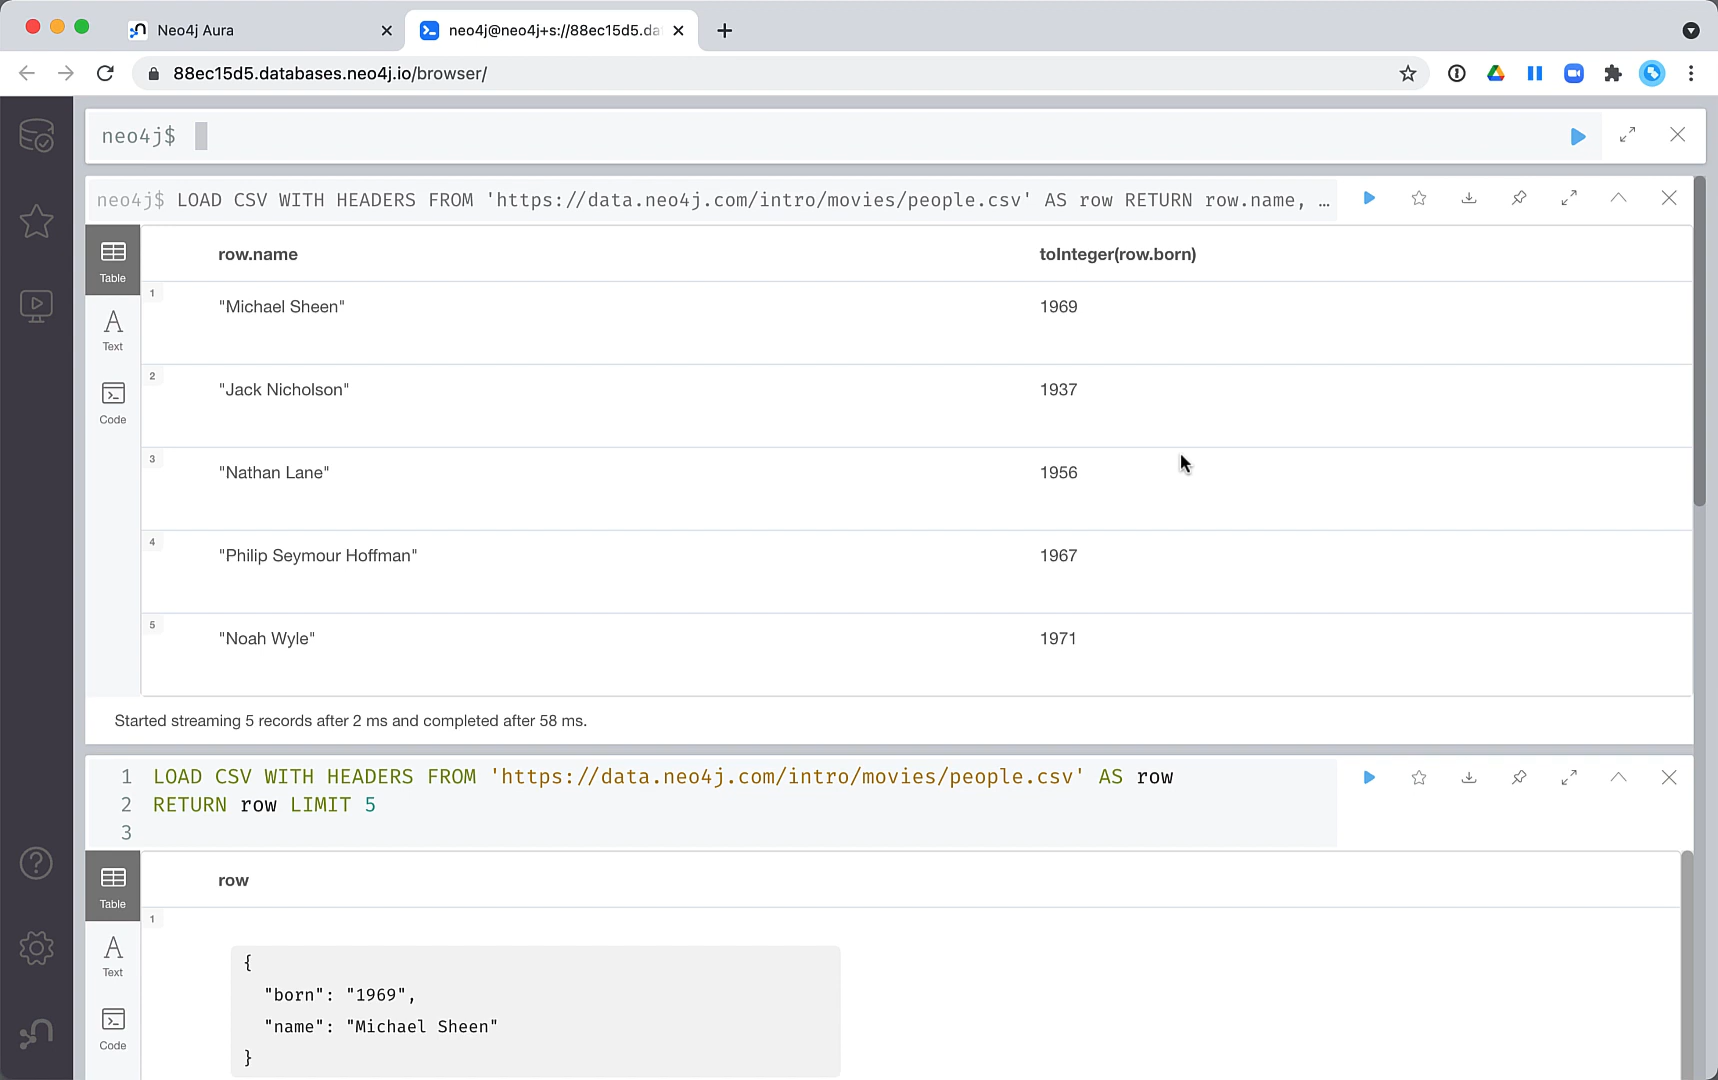 Neo4j Aura
neo4j@neo4j+s://88ec15d5.da
88ec15d5.databases.neo4j.io/browser/
neo4j$
neo4j$ LOAD CSV WITH HEADERS FROM 'https://data.neo4j.com/intro/movies/people.csv' AS row RETURN row.name, …
Table
Text
Code
row.name toInteger(row.born)
1 "Michael Sheen" 1969
2 "Jack Nicholson" 1937
3 "Nathan Lane" 1956
4 "Philip Seymour Hoffman" 1967
5 "Noah Wyle" 1971
Started streaming 5 records after 2 ms and completed after 58 ms.
1 LOAD CSV WITH HEADERS FROM 'https://data.neo4j.com/intro/movies/people.csv' AS row
2 RETURN row LIMIT 5
3
Table
Text
Code
row
1
{
"born": "1969",
"name": "Michael Sheen"
}